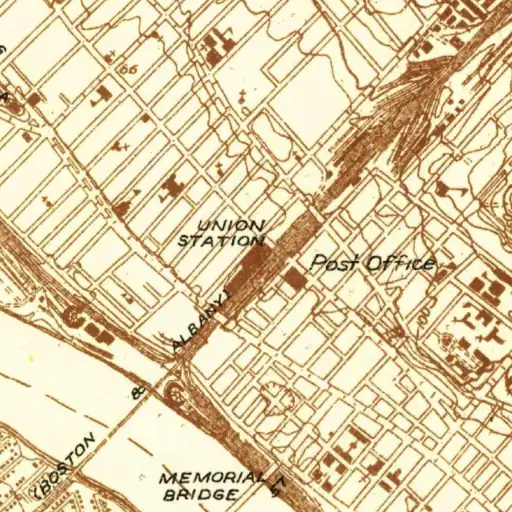 66
UNION
STATION
Post Office
(BOSTON & ALBANY)
MEMORIAL
BRIDGE